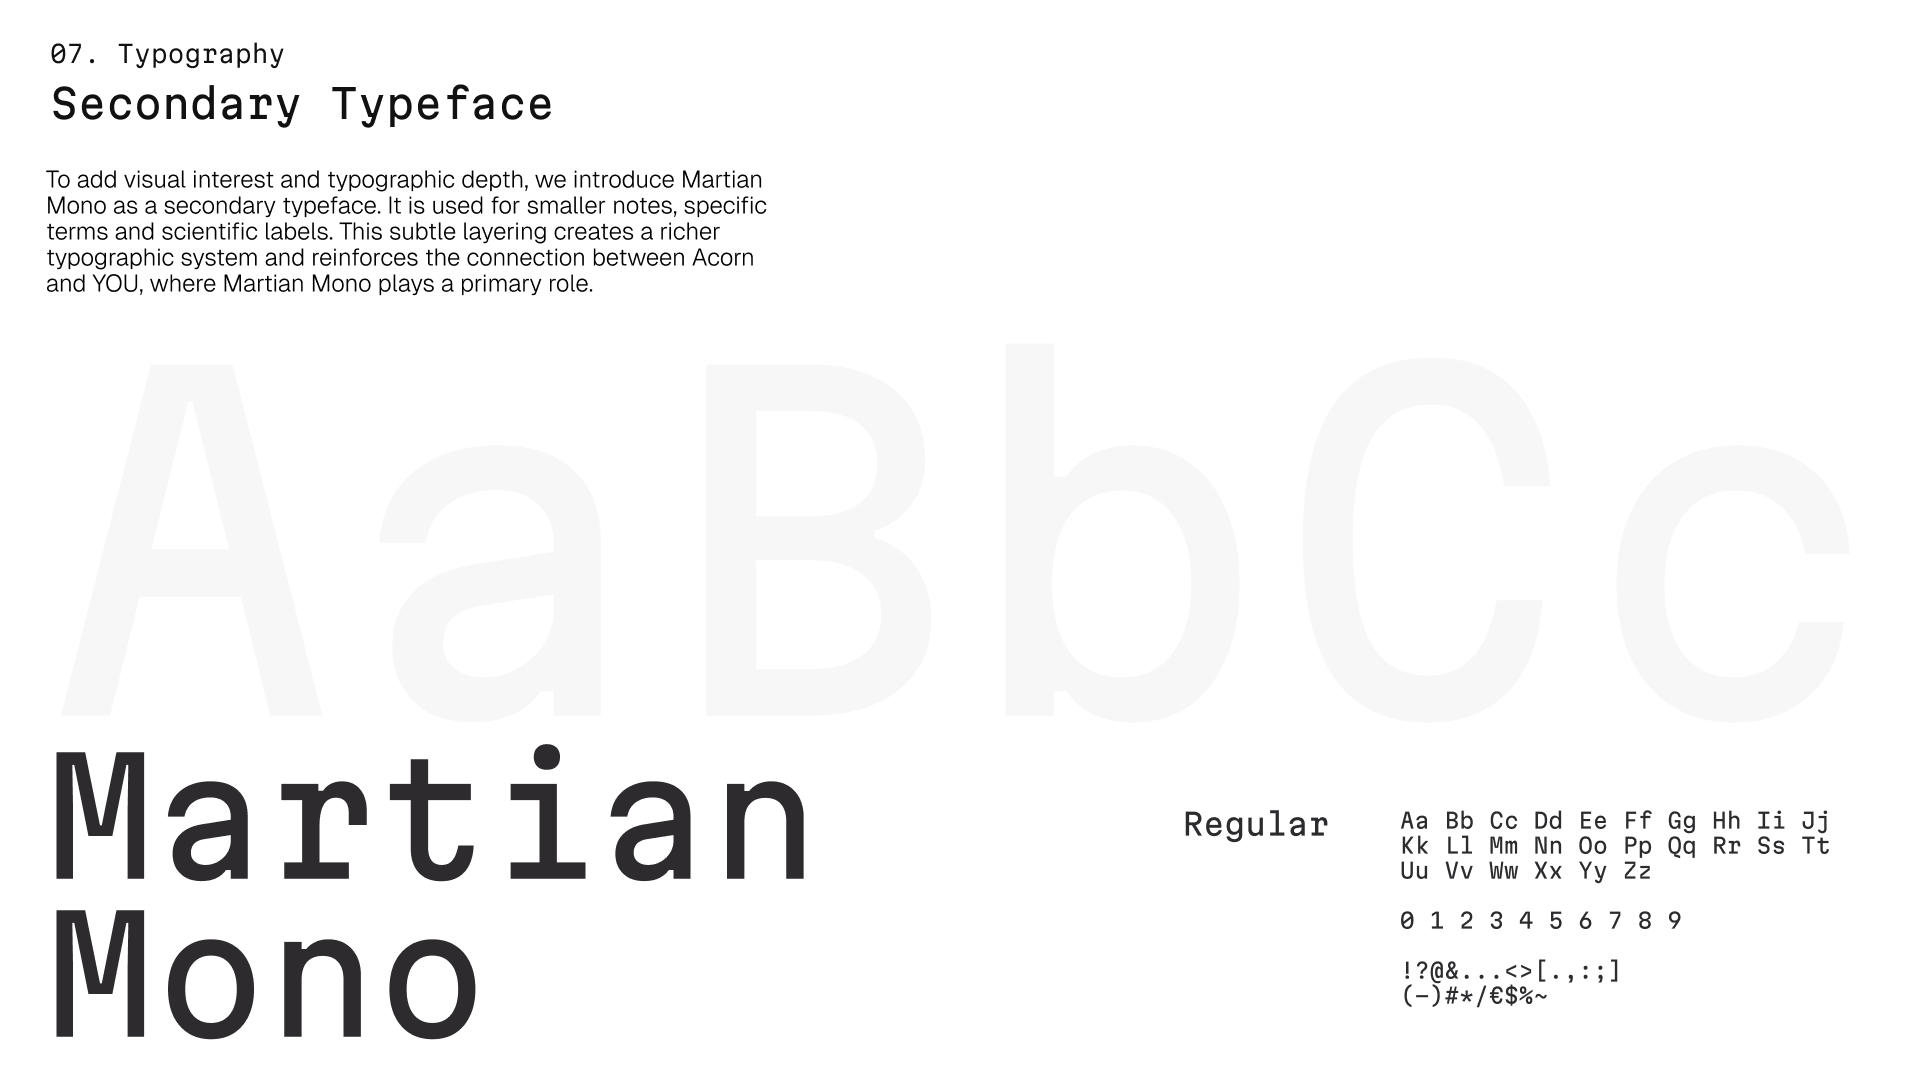 07. Typography
Secondary Typeface
To add visual interest and typographic depth, we introduce Martian
Mono as a secondary typeface. It is used for smaller notes, specific
terms and scientific labels. This subtle layering creates a richer
typographic system and reinforces the connection between Acorn
and YOU, where Martian Mono plays a primary role.
AaBbCc
Martian
Mono
Regular
Aa Bb Cc Dd Ee Ff Gg Hh Ii Jj
Kk Ll Mm Nn Oo Pp Qq Rr Ss Tt
Uu Vv Ww Xx Yy Zz
0 1 2 3 4 5 6 7 8 9
!?@&...<>[.,:;]
(-)#*/€$%~